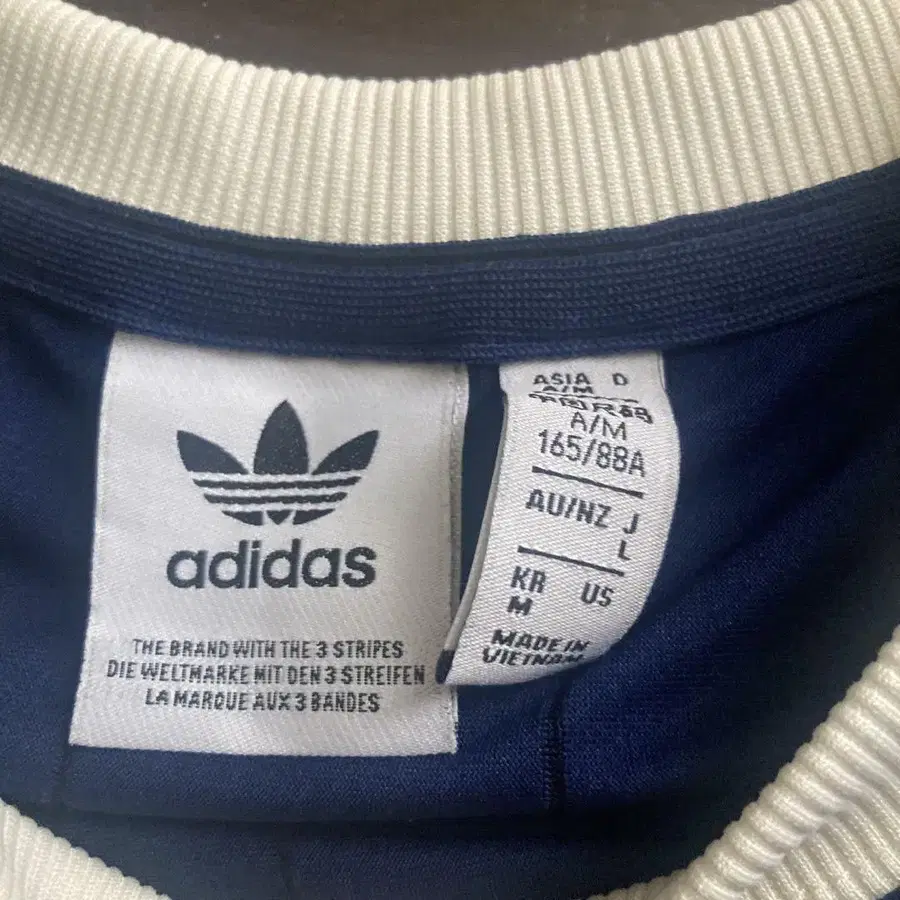 adidas
THE BRAND WITH THE 3 STRIPES
DIE WELTMARKE MIT DEN 3 STREIFEN
LA MARQUE AUX 3 BANDES
ASIA D
A/M
A/M
165/88A
AU/NZ J
L
KR US
M
MADE IN
VIETNAM